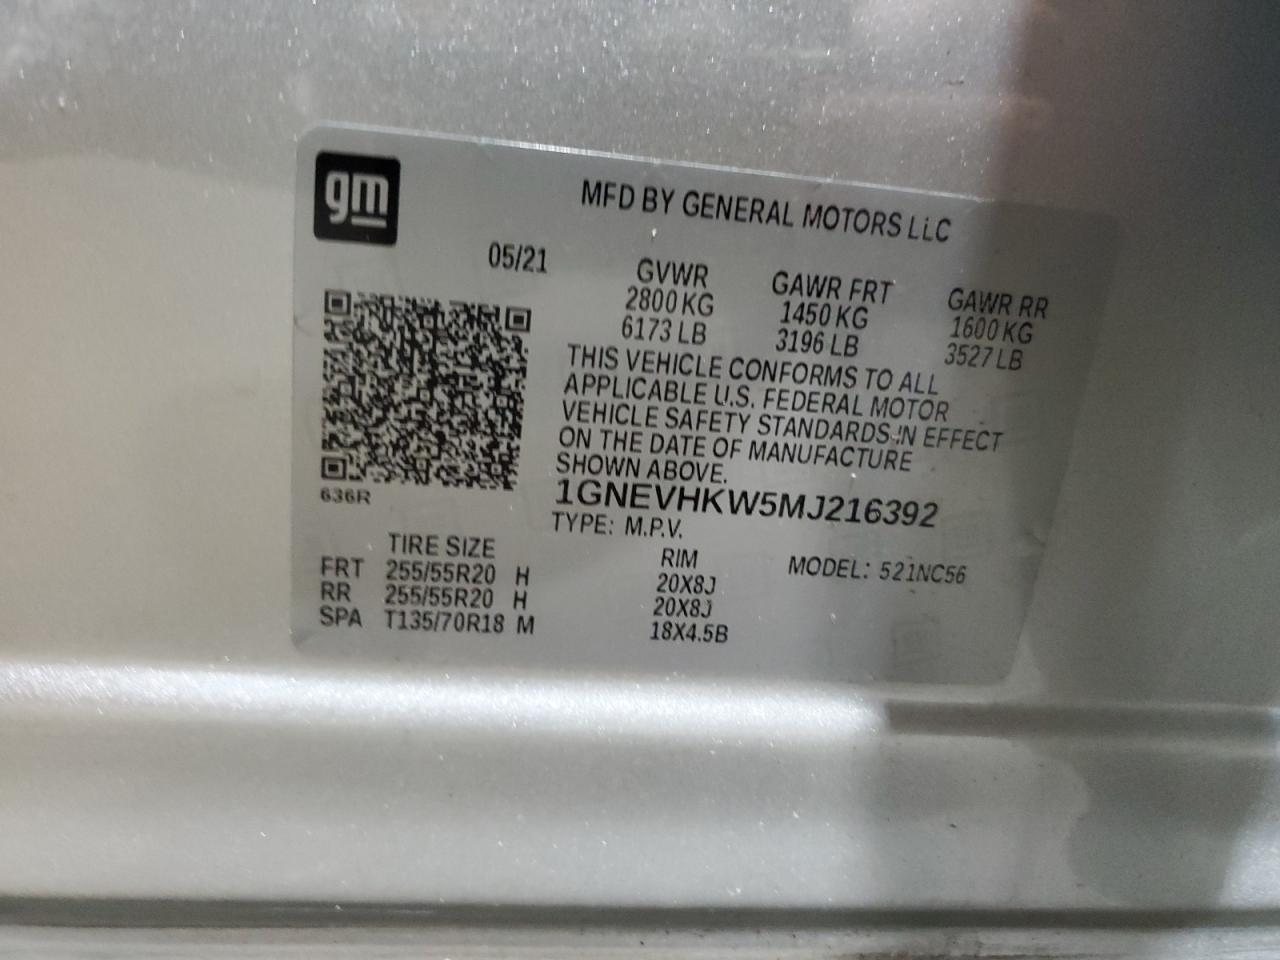 gm
MFD BY GENERAL MOTORS LLC
05/21
GVWR GAWR FRT GAWR RR
2800 KG 1450 KG 1600 KG
6173 LB 3196 LB 3527 LB
THIS VEHICLE CONFORMS TO ALL
APPLICABLE U.S. FEDERAL MOTOR
VEHICLE SAFETY STANDARDS IN EFFECT
ON THE DATE OF MANUFACTURE
SHOWN ABOVE.
636R
1GNEVHKW5MJ216392
TYPE: M.P.V.
TIRE SIZE RIM MODEL: 521NC56
FRT 255/55R20 H 20X8J
RR 255/55R20 H 20X8J
SPA T135/70R18 M 18X4.5B